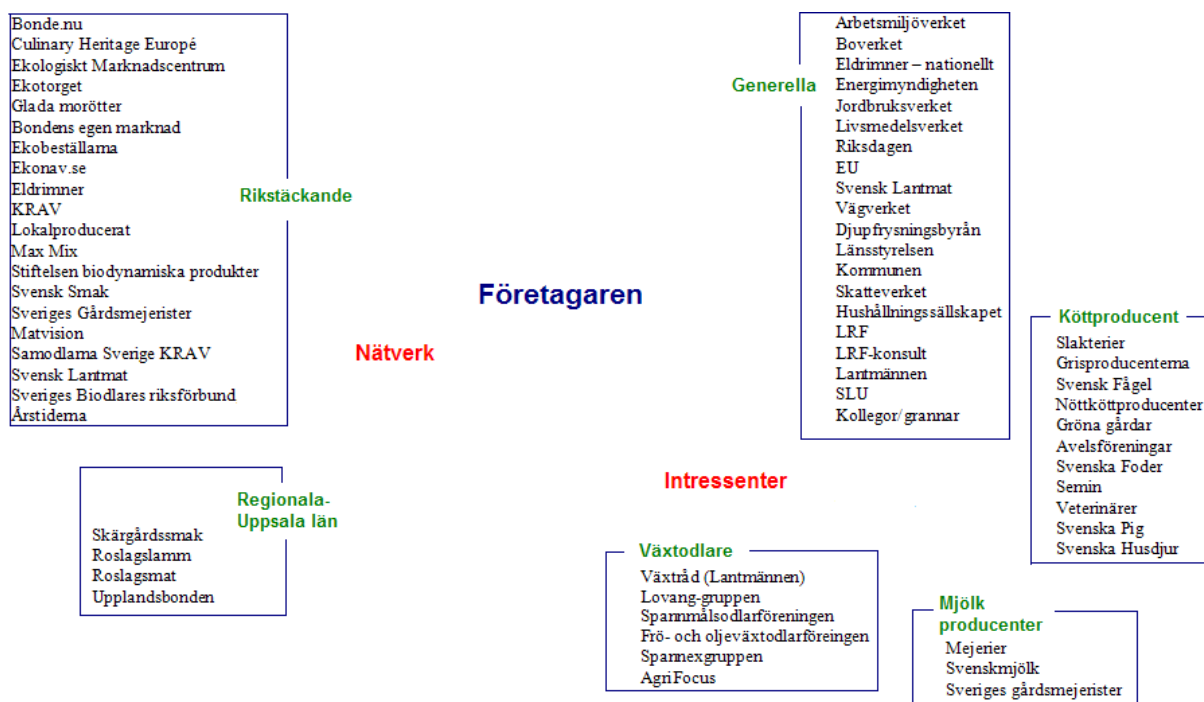 Bonde.nu
Culinary Heritage Europé
Ekologiskt Marknadscentrum
Ekotorget
Glada morötter
Bondens egen marknad
Ekobeställarna
Ekonav.se
Eldrimner
KRAV
Lokalproducerat
Max Mix
Stiftelsen biodynamiska produkter
Svensk Smak
Sveriges Gårdsmejerister
Matvision
Samodlarna Sverige KRAV
Svensk Lantmat
Sveriges Biodlares riksförbund
Årstiderna
Rikstäckande
Företagaren
Nätverk
Regionala-
Uppsala län
Skärgårdssmak
Roslagslamm
Roslagsmat
Upplandsbonden
Generella
Arbetsmiljöverket
Boverket
Eldrimner – nationellt
Energimyndigheten
Jordbruksverket
Livsmedelsverket
Riksdagen
EU
Svensk Lantmat
Vägverket
Djupfrysningsbyrån
Länsstyrelsen
Kommunen
Skatteverket
Hushållningssällskapet
LRF
LRF-konsult
Lantmännen
SLU
Kollegor/grannar
Intressenter
Köttproducent
Slakterier
Grisproducenterna
Svensk Fågel
Nöttköttproducenter
Gröna gårdar
Avelsföreningar
Svenska Foder
Semin
Veterinärer
Svenska Pig
Svenska Husdjur
Växtodlare
Växtråd (Lantmännen)
Lovang-gruppen
Spannmålsodlarföreningen
Frö- och oljeväxtodlarföreingen
Spannexgruppen
AgriFocus
Mjölk
producenter
Mejerier
Svenskmjölk
Sveriges gårdsmejerister